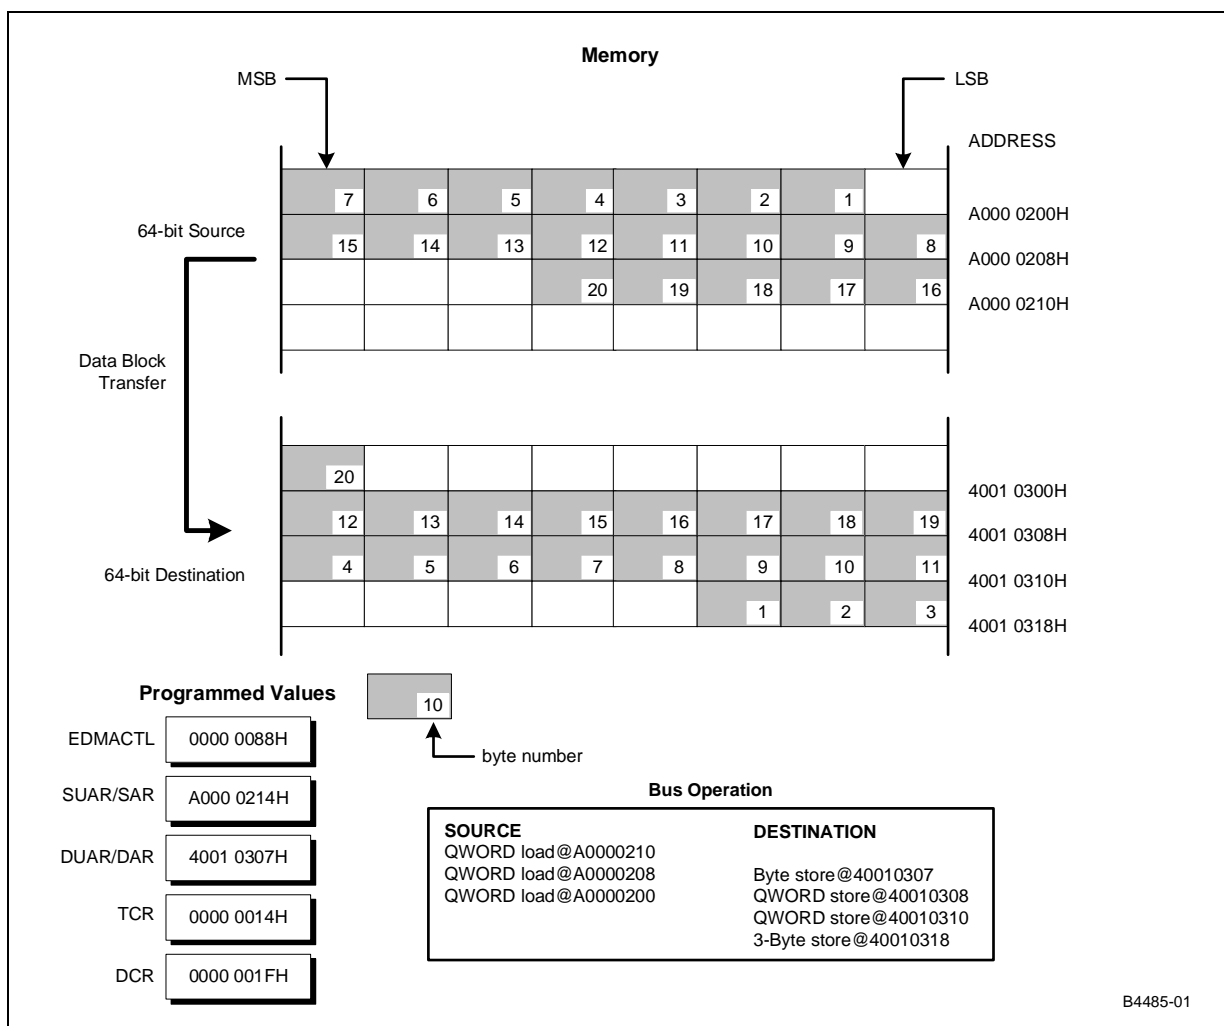 Memory
MSB
LSB
ADDRESS
7 6 5 4 3 2 1
A000 0200H
64-bit Source
15 14 13 12 11 10 9 8
A000 0208H
20 19 18 17 16
A000 0210H
Data Block
Transfer
20
4001 0300H
12 13 14 15 16 17 18 19
4001 0308H
64-bit Destination
4 5 6 7 8 9 10 11
4001 0310H
1 2 3
4001 0318H
Programmed Values
10
byte number
EDMACTL 0000 0088H
SUAR/SAR A000 0214H
DUAR/DAR 4001 0307H
TCR 0000 0014H
DCR 0000 001FH
Bus Operation
SOURCE
QWORD load@A0000210
QWORD load@A0000208
QWORD load@A0000200
DESTINATION
Byte store@40010307
QWORD store@40010308
QWORD store@40010310
3-Byte store@40010318
B4485-01